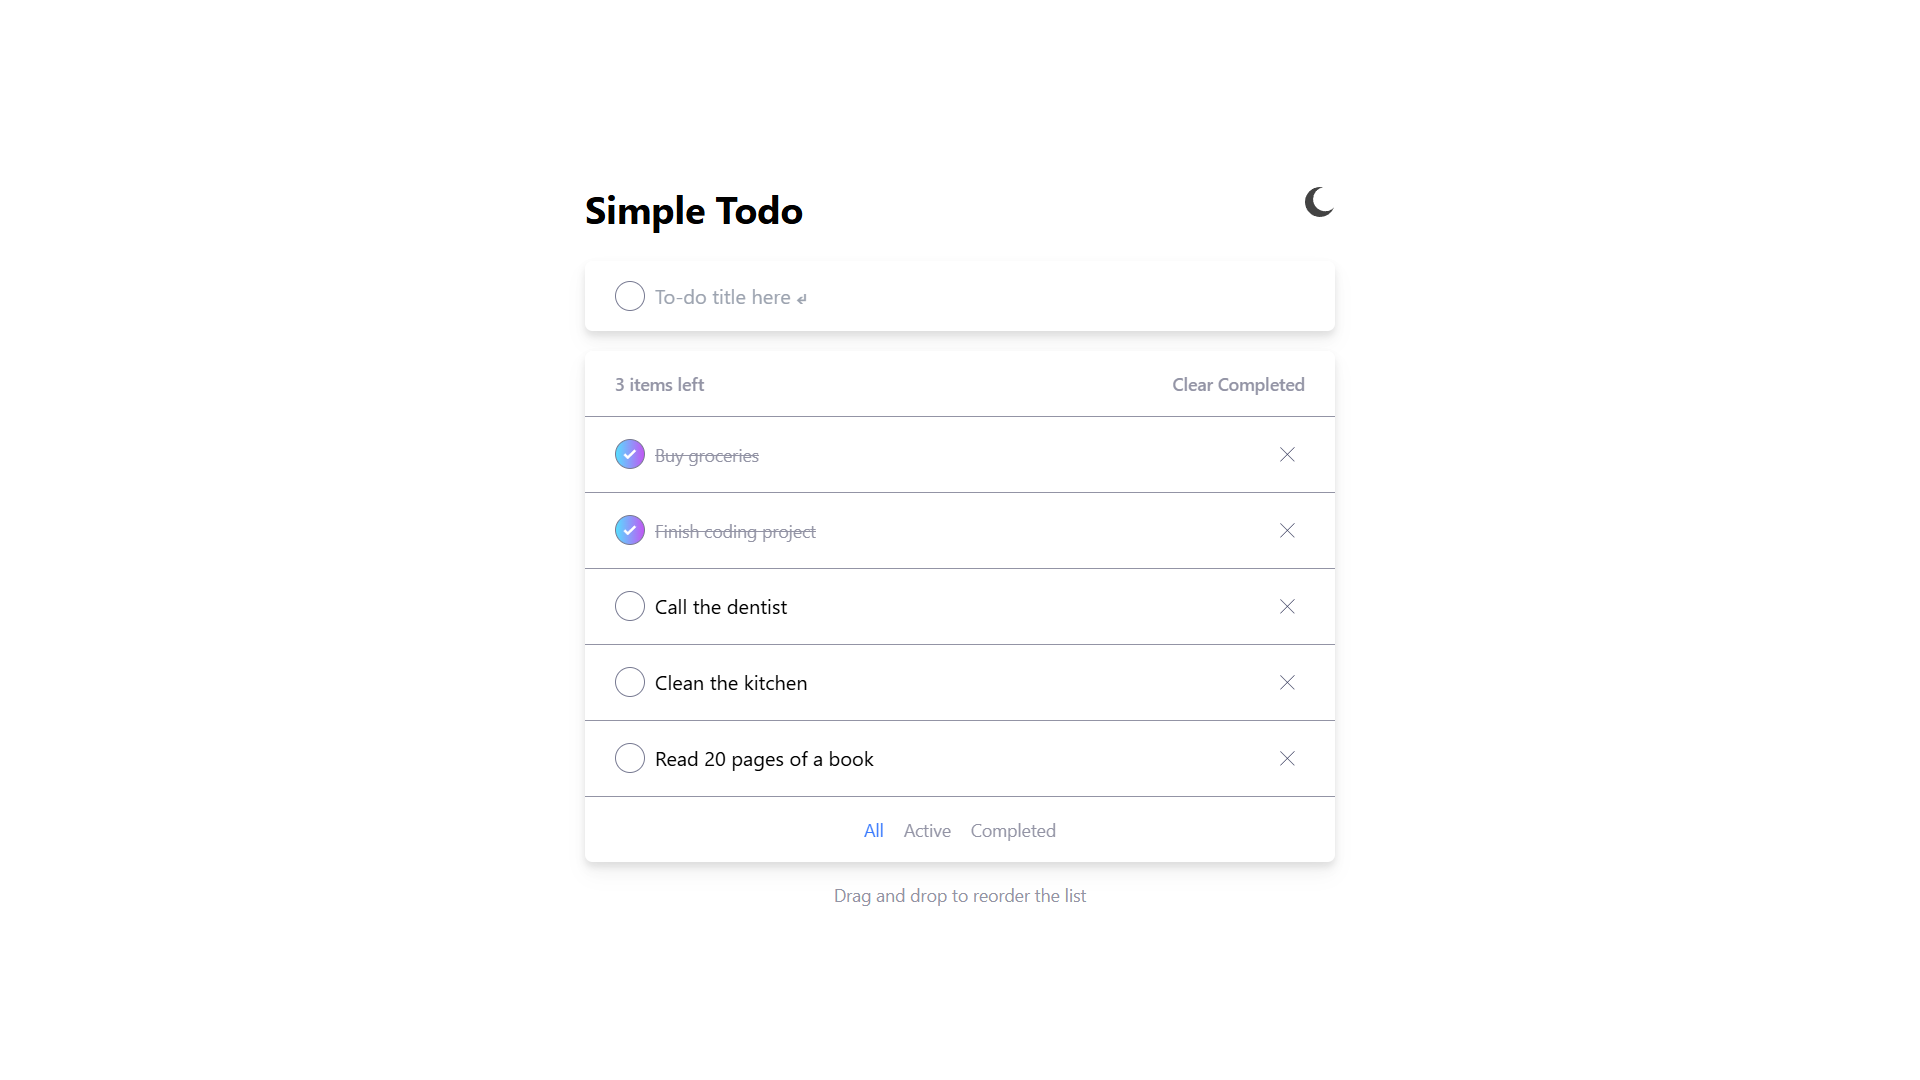 Simple Todo
To-do title here ↲
3 items left Clear Completed
Buy groceries
Finish coding project
Call the dentist
Clean the kitchen
Read 20 pages of a book
All Active Completed
Drag and drop to reorder the list